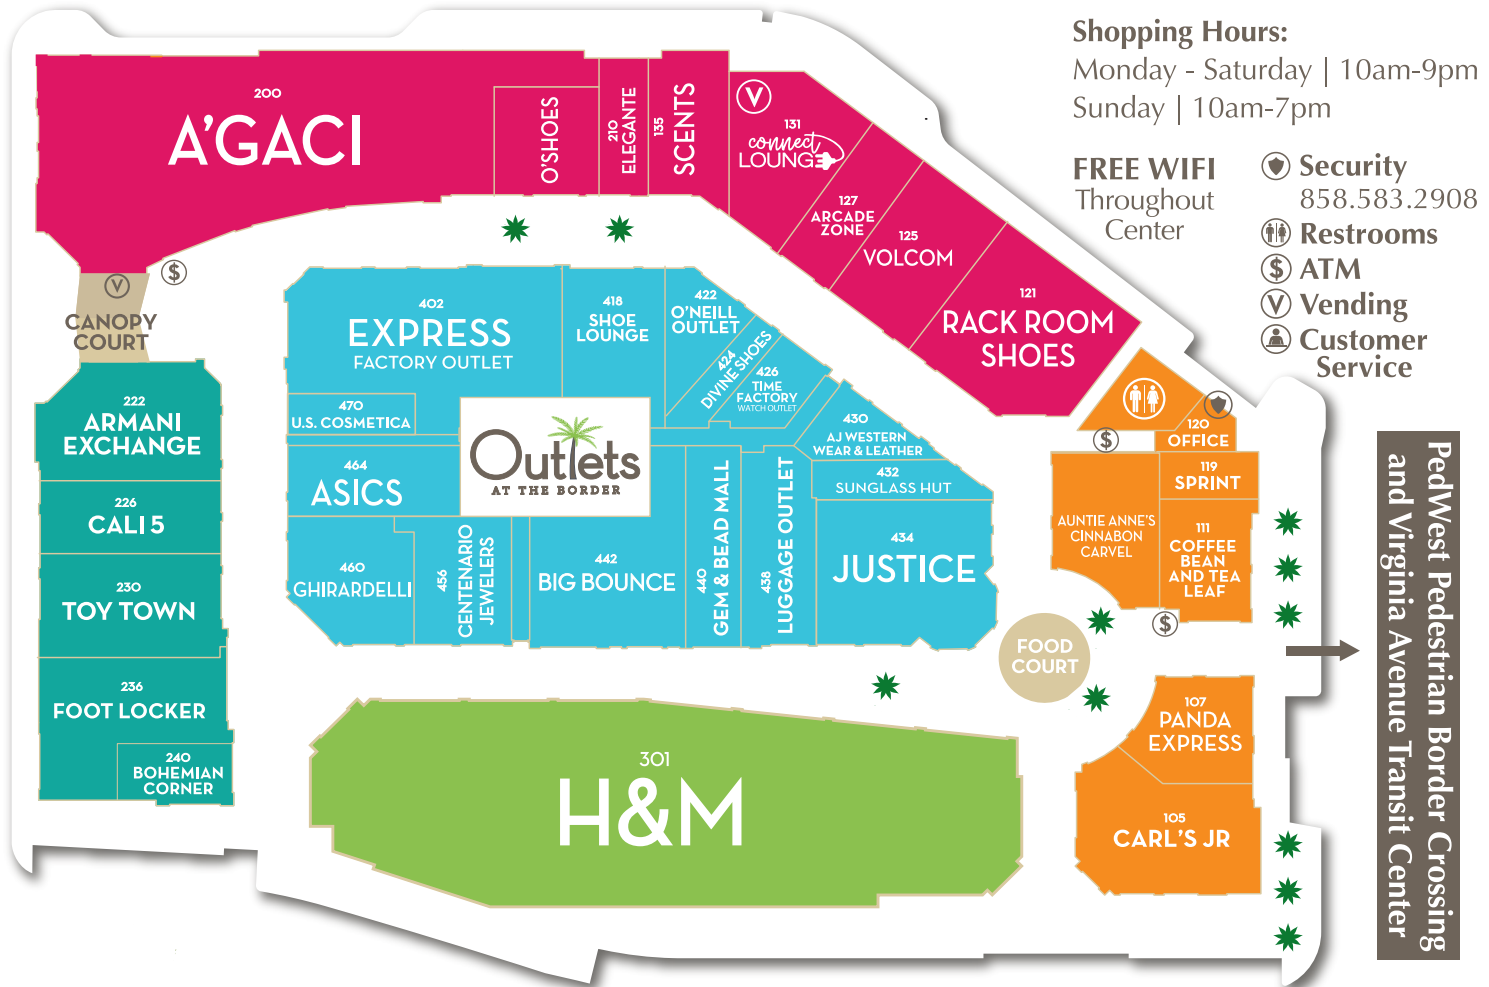 Shopping Hours:
Monday - Saturday | 10am-9pm
Sunday | 10am-7pm
FREE WIFI
Throughout
Center
Security
858.583.2908
Restrooms
$ ATM
V Vending
Customer
Service
200
A'GACI
O'SHOES
210
ELEGANTE
135
SCENTS
V
131
connect
LOUNGE
127
ARCADE
ZONE
125
VOLCOM
121
RACK ROOM
SHOES
$
V
CANOPY
COURT
222
ARMANI
EXCHANGE
226
CALI 5
230
TOY TOWN
236
FOOT LOCKER
240
BOHEMIAN
CORNER
402
EXPRESS
FACTORY OUTLET
418
SHOE
LOUNGE
422
O'NEILL
OUTLET
424
DIVINE SHOES
426
TIME
FACTORY
WATCH OUTLET
470
U.S. COSMETICA
430
AJ WESTERN
WEAR & LEATHER
432
SUNGLASS HUT
464
ASICS
Outlets
AT THE BORDER
460
GHIRARDELLI
456
CENTENARIO
JEWELERS
442
BIG BOUNCE
440
GEM & BEAD MALL
438
LUGGAGE OUTLET
434
JUSTICE
120
OFFICE
$
119
SPRINT
AUNTIE ANNE'S
CINNABON
CARVEL
111
COFFEE
BEAN
AND TEA
LEAF
$
FOOD
COURT
107
PANDA
EXPRESS
105
CARL'S JR
301
H&M
PedWest Pedestrian Border Crossing
and Virginia Avenue Transit Center